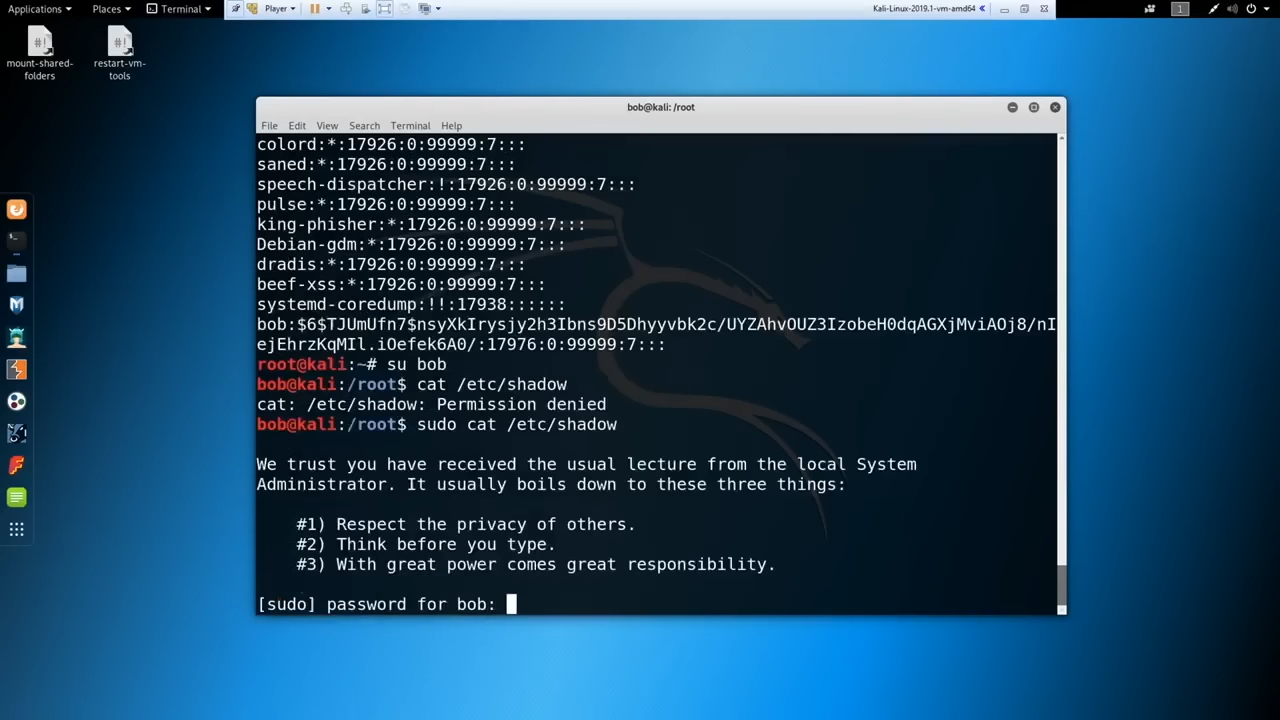 Applications Places Terminal Player Kali-Linux-2019.1-vm-amd64 1
mount-shared-folders
restart-vm-tools
bob@kali: /root
File Edit View Search Terminal Help
colord:*:17926:0:99999:7:::
saned:*:17926:0:99999:7:::
speech-dispatcher:!:17926:0:99999:7:::
pulse:*:17926:0:99999:7:::
king-phisher:*:17926:0:99999:7:::
Debian-gdm:*:17926:0:99999:7:::
dradis:*:17926:0:99999:7:::
beef-xss:*:17926:0:99999:7:::
systemd-coredump:!!:17938::::::
bob:$6$TJUmUfn7$nsyXkIrysjy2h3Ibns9D5Dhyyvbk2c/UYZAhvOUZ3IzobeH0dqAGXjMviAOj8/nI
ejEhrzKqMIl.iOefek6A0/:17976:0:99999:7:::
root@kali:~# su bob
bob@kali:/root$ cat /etc/shadow
cat: /etc/shadow: Permission denied
bob@kali:/root$ sudo cat /etc/shadow
We trust you have received the usual lecture from the local System
Administrator. It usually boils down to these three things:
#1) Respect the privacy of others.
#2) Think before you type.
#3) With great power comes great responsibility.
[sudo] password for bob: